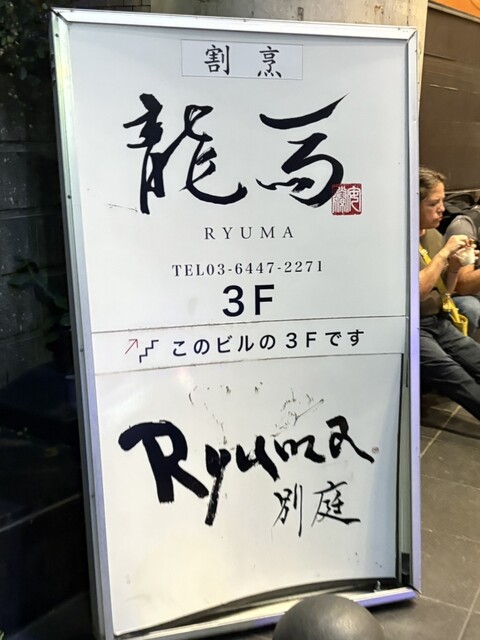 割烹
龍馬
RYUMA
TEL03-6447-2271
3F
このビルの3Fです
Ryuma
別庭